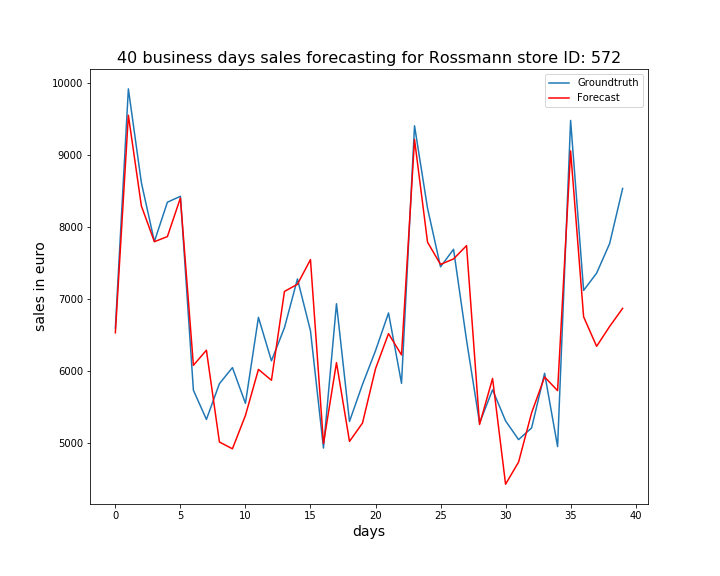 40 business days sales forecasting for Rossmann store ID: 572
Groundtruth
Forecast
10000
9000
8000
7000
6000
5000
sales in euro
0 5 10 15 20 25 30 35 40
days